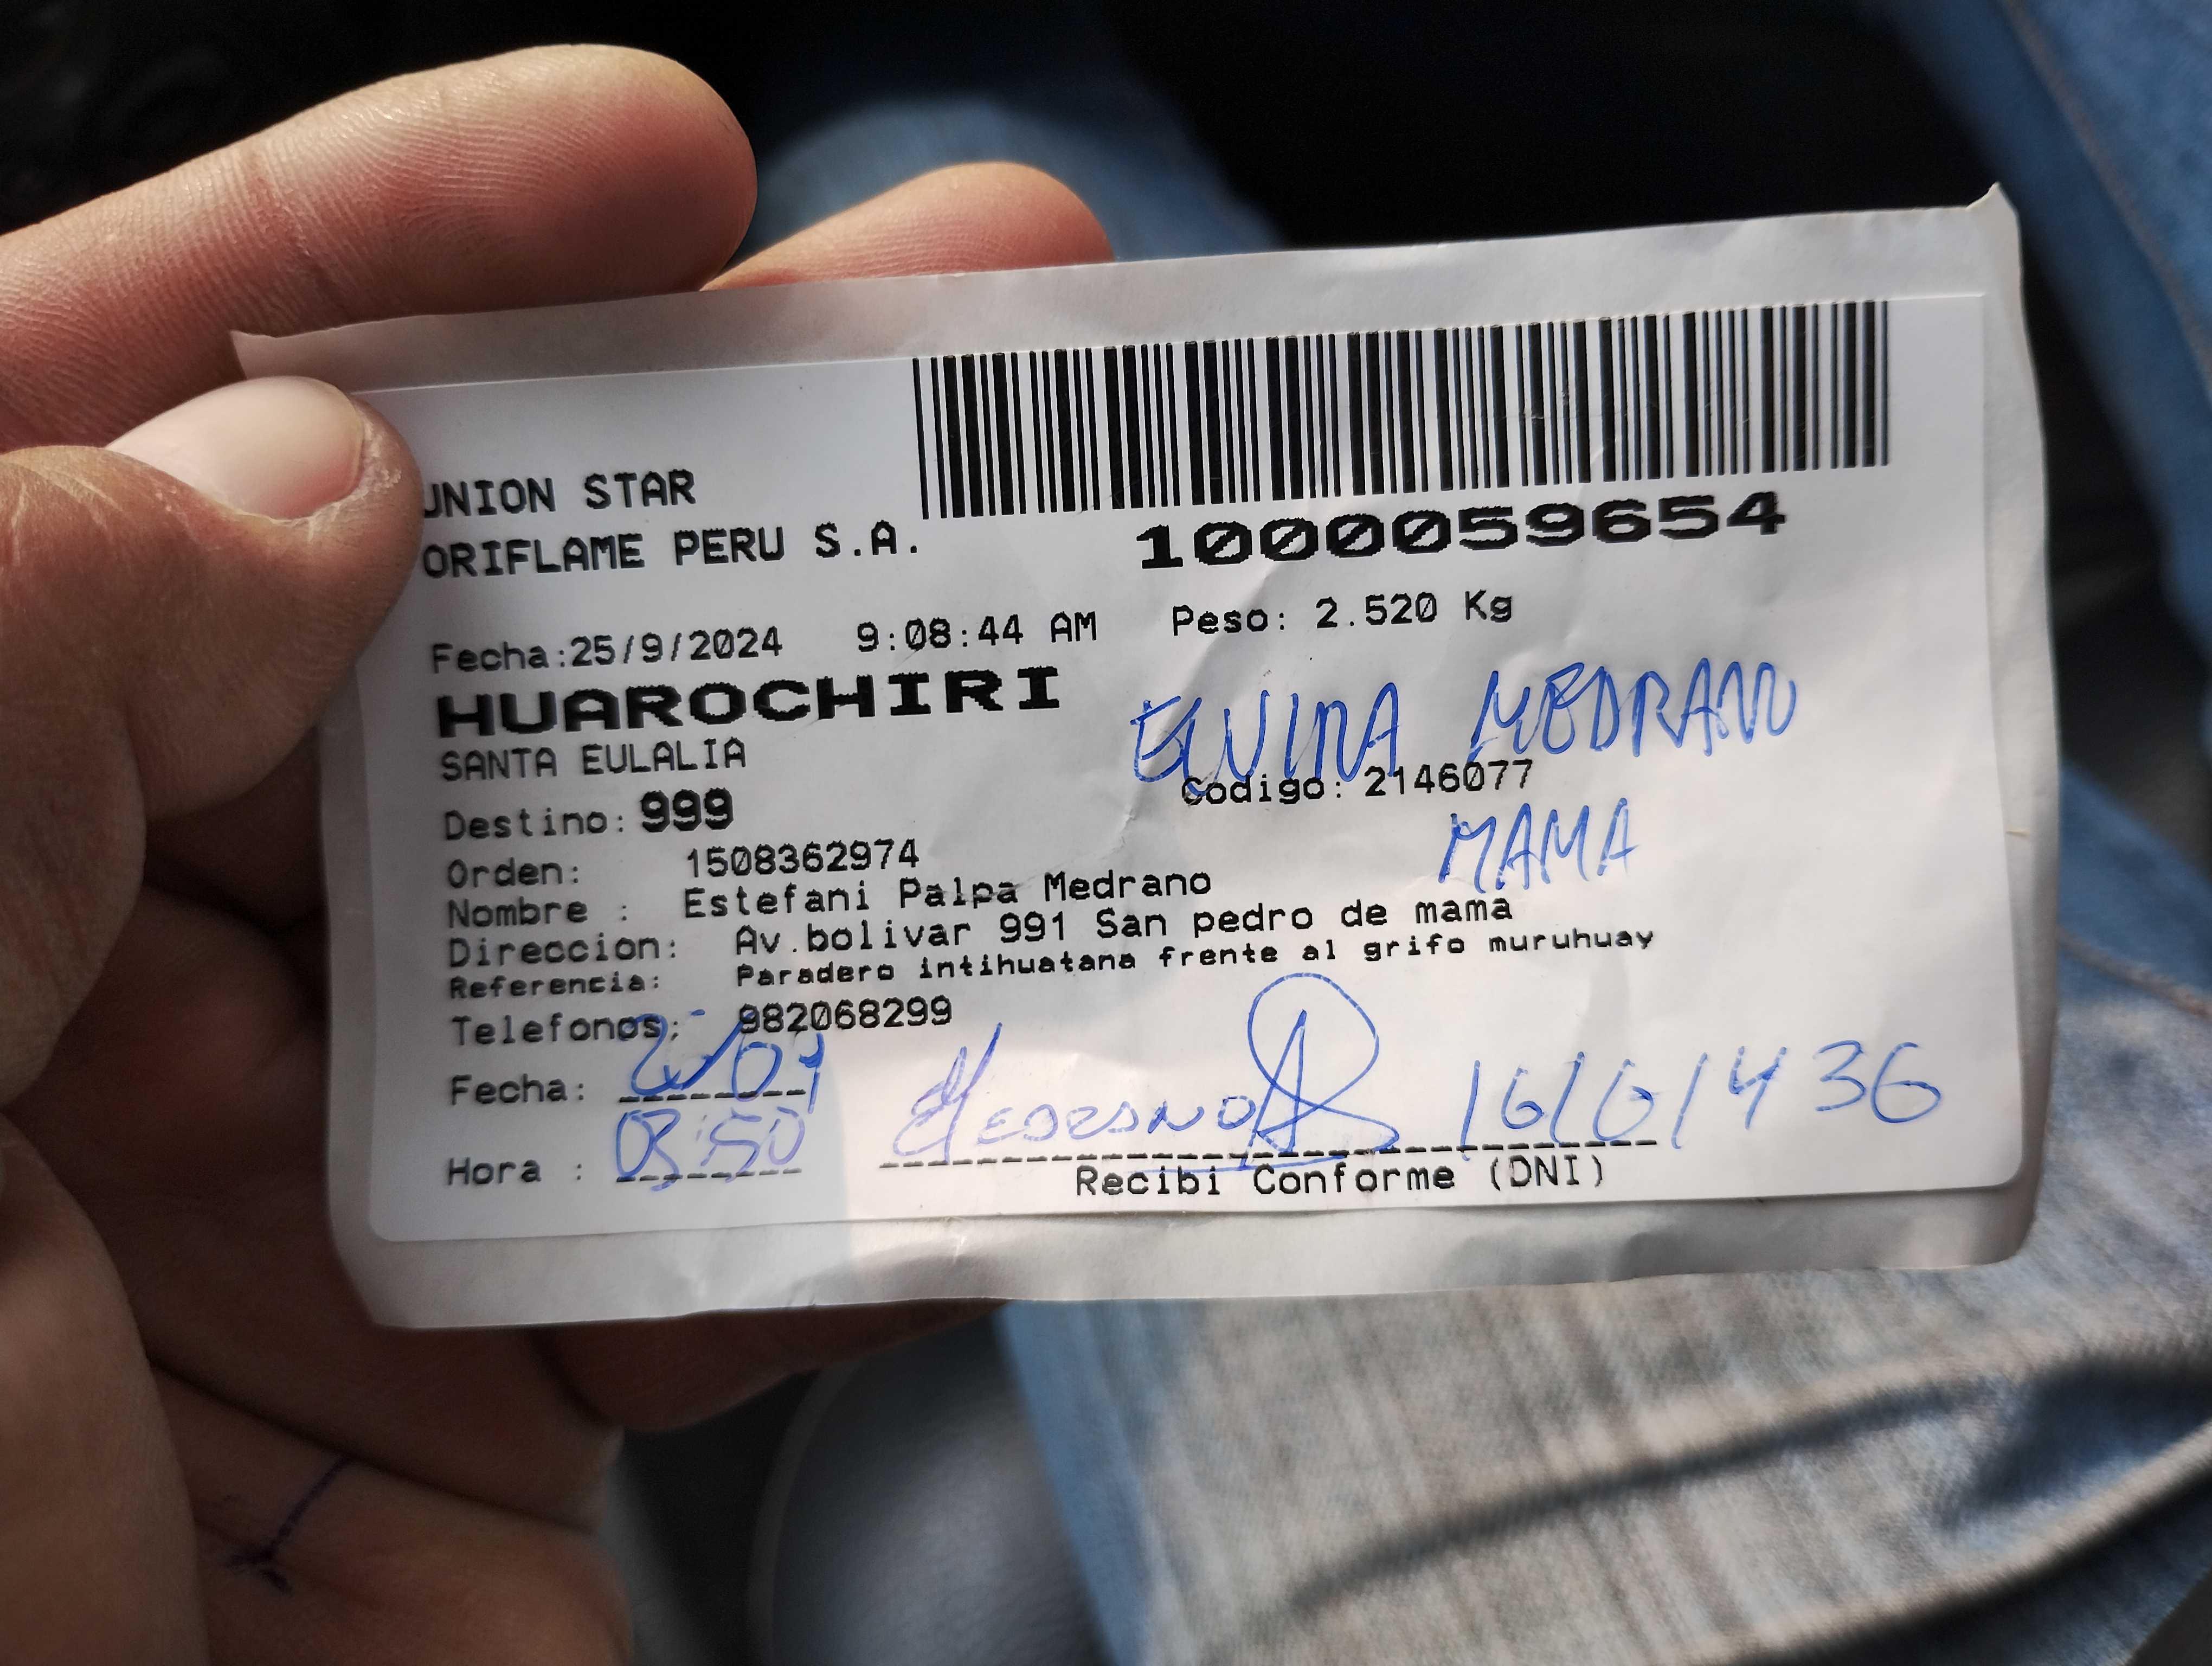 UNION STAR
ORIFLAME PERU S.A.
1000059654
Fecha:25/9/2024 9:08:44 AM Peso: 2.520 Kg
HUAROCHIRI
ELVIRA MEDRANO
SANTA EULALIA
Codigo: 2146077
Destino: 999
MAMA
Orden: 1508362974
Nombre : Estefani Palpa Medrano
Direccion: Av.bolivar 991 San pedro de mama
Referencia: Paradero intihuatana frente al grifo muruhuay
Telefonos: 982068299
Fecha:
Hora : 03:50
Recibi Conforme (DNI)